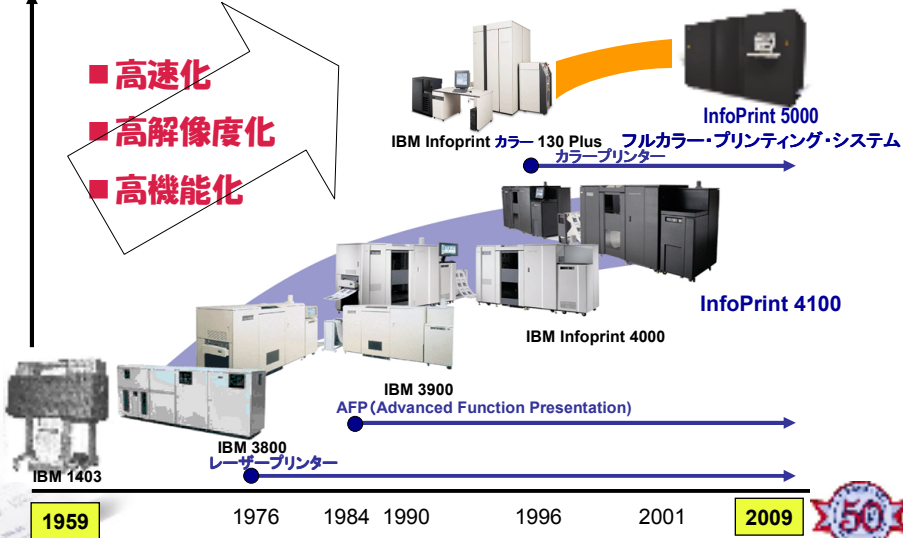 ■高速化
■高解像度化
■高機能化
IBM Infoprint カラー 130 Plus
InfoPrint 5000
フルカラー・プリンティング・システム
カラープリンター
InfoPrint 4100
IBM Infoprint 4000
IBM 3900
AFP(Advanced Function Presentation)
IBM 3800
レーザープリンター
IBM 1403
1959
1976
1984
1990
1996
2001
2009
50